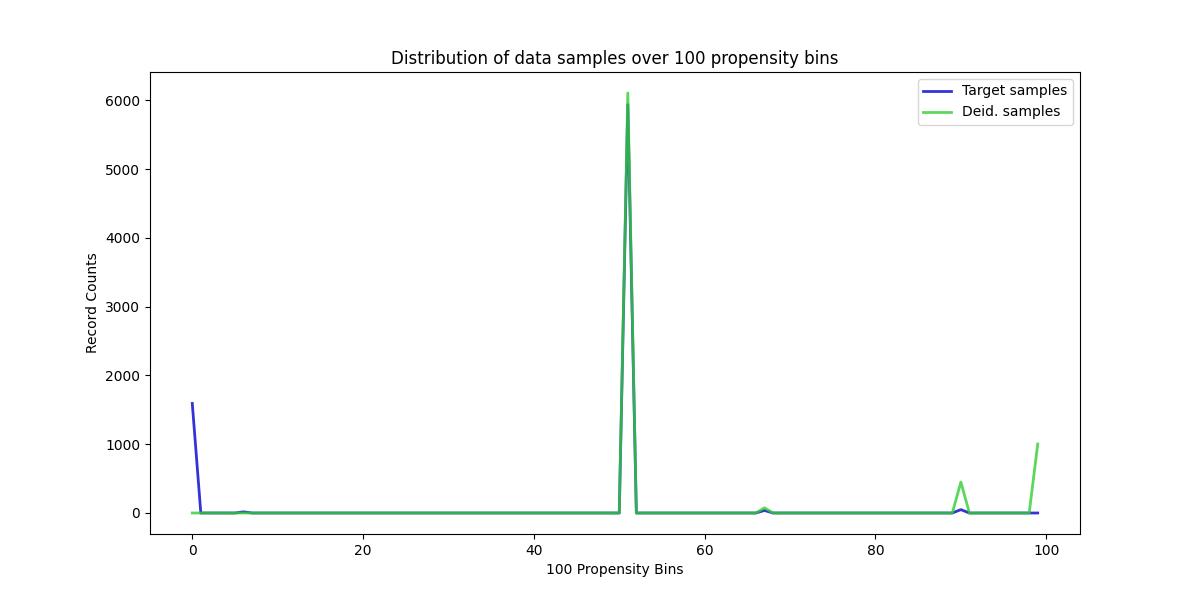 Distribution of data samples over 100 propensity bins
Target samples
Deid. samples
6000
5000
4000
3000
2000
1000
0
Record Counts
0 20 40 60 80 100
100 Propensity Bins